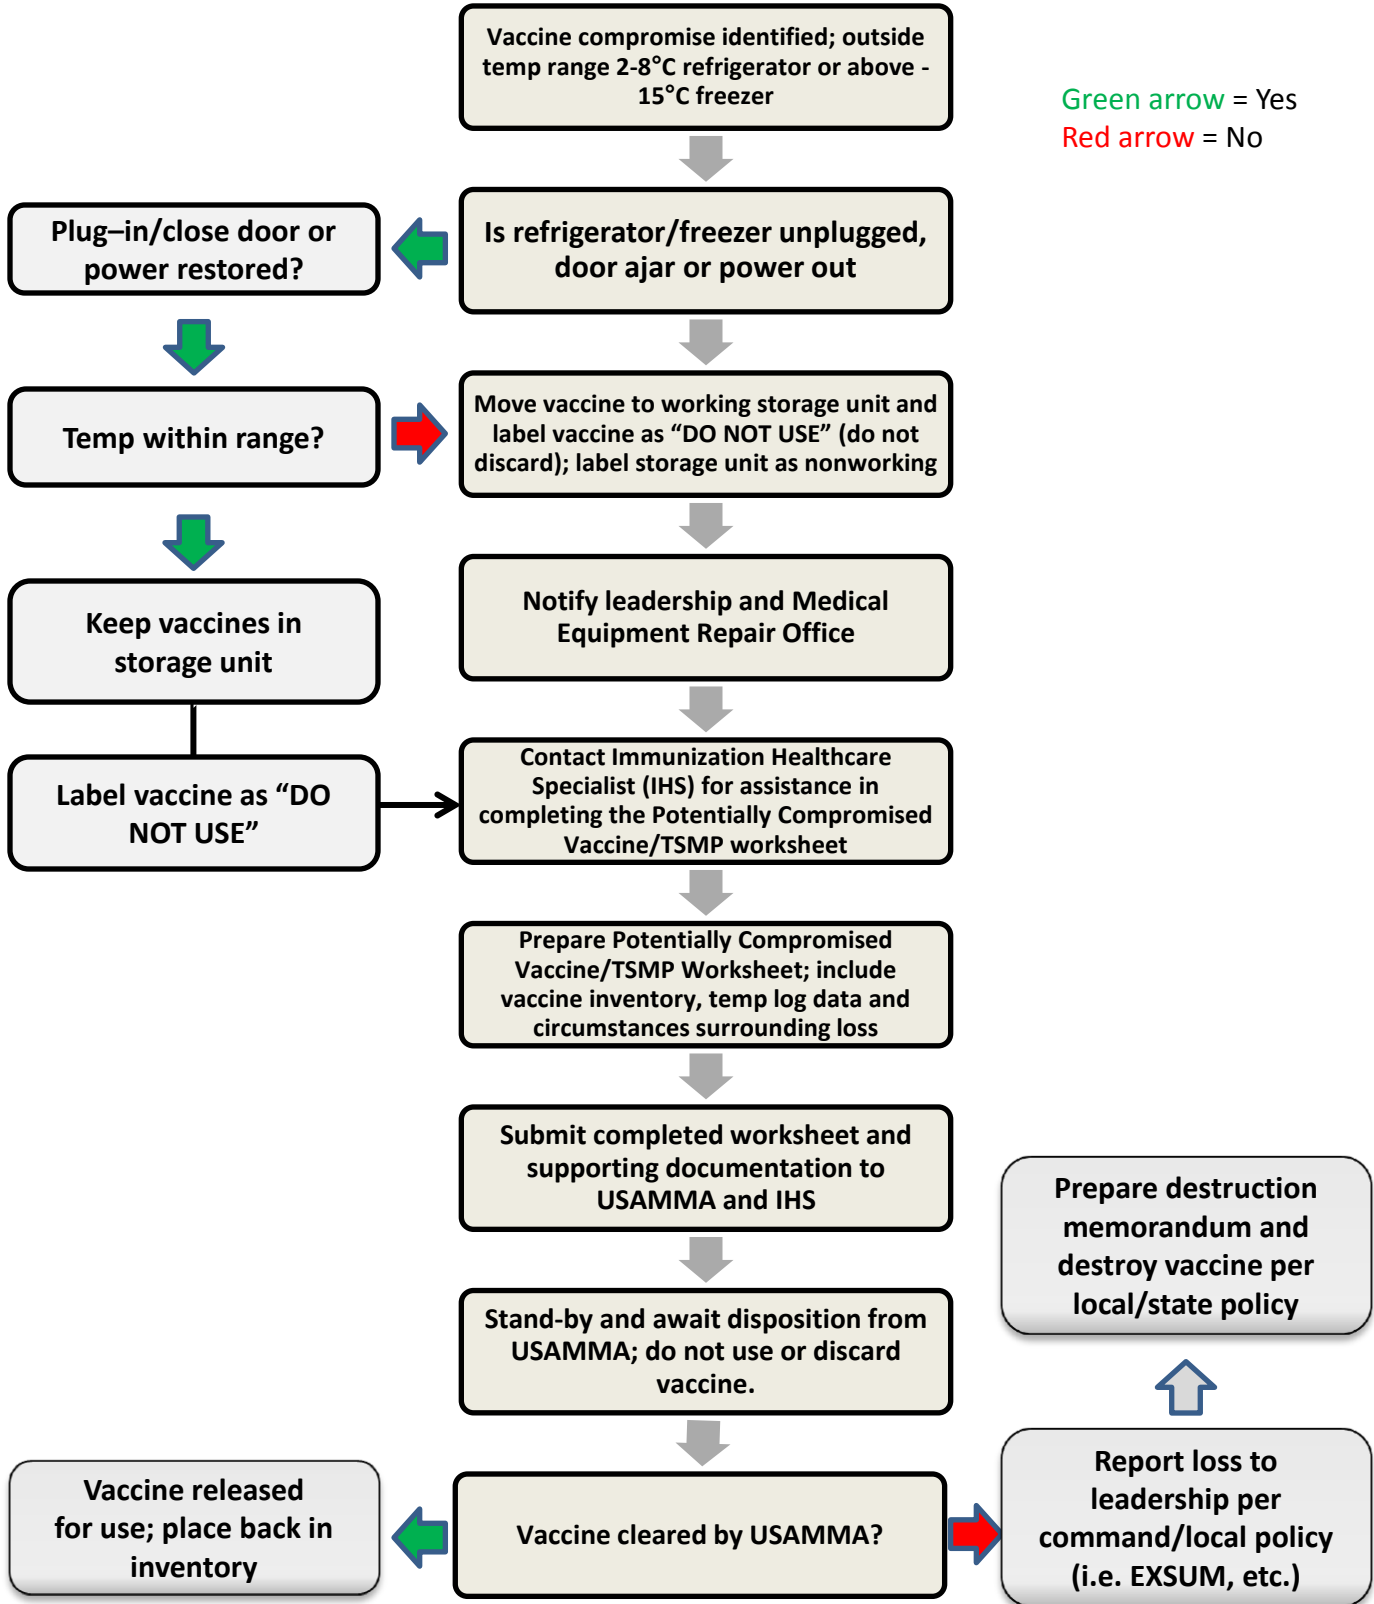 Vaccine compromise identified; outside
temp range 2-8°C refrigerator or above -
15°C freezer
Green arrow = Yes
Red arrow = No
Plug–in/close door or
power restored?
Is refrigerator/freezer unplugged,
door ajar or power out
Temp within range?
Move vaccine to working storage unit and
label vaccine as “DO NOT USE” (do not
discard); label storage unit as nonworking
Keep vaccines in
storage unit
Notify leadership and Medical
Equipment Repair Office
Label vaccine as “DO
NOT USE”
Contact Immunization Healthcare
Specialist (IHS) for assistance in
completing the Potentially Compromised
Vaccine/TSMP worksheet
Prepare Potentially Compromised
Vaccine/TSMP Worksheet; include
vaccine inventory, temp log data and
circumstances surrounding loss
Submit completed worksheet and
supporting documentation to
USAMMA and IHS
Prepare destruction
memorandum and
destroy vaccine per
local/state policy
Stand-by and await disposition from
USAMMA; do not use or discard
vaccine.
Vaccine released
for use; place back in
inventory
Vaccine cleared by USAMMA?
Report loss to
leadership per
command/local policy
(i.e. EXSUM, etc.)